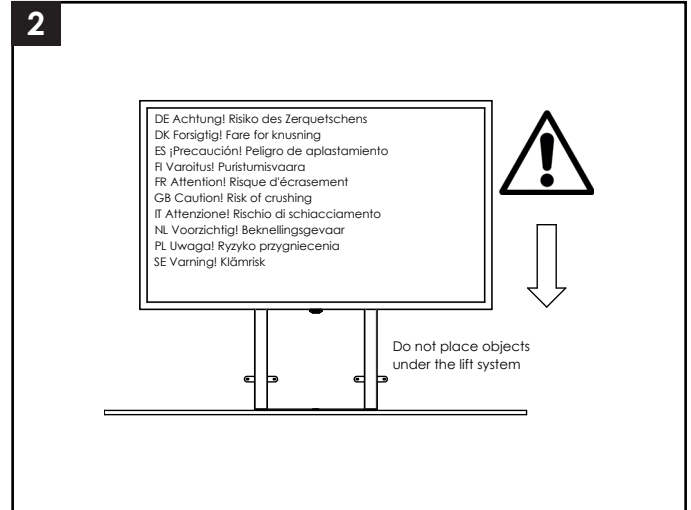 2
DE Achtung! Risiko des Zerquetschens
DK Forsigtig! Fare for knusning
ES ¡Precaución! Peligro de aplastamiento
FI Varoitus! Puristumisvaara
FR Attention! Risque d'écrasement
GB Caution! Risk of crushing
IT Attenzione! Rischio di schiacciamento
NL Voorzichtig! Beknellingsgevaar
PL Uwaga! Ryzyko przygniecenia
SE Varning! Klämrisk
Do not place objects
under the lift system